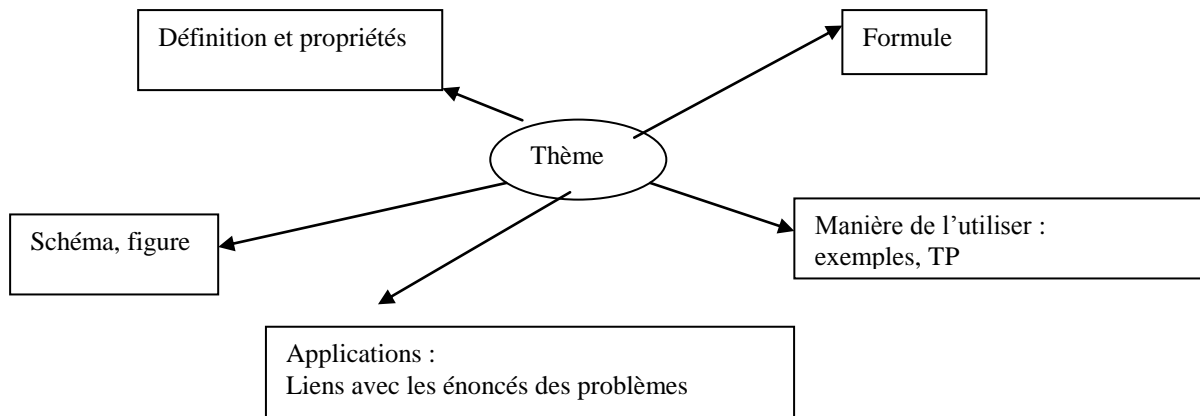 Définition et propriétés
Formule
Thème
Schéma, figure
Manière de l’utiliser :
exemples, TP
Applications :
Liens avec les énoncés des problèmes